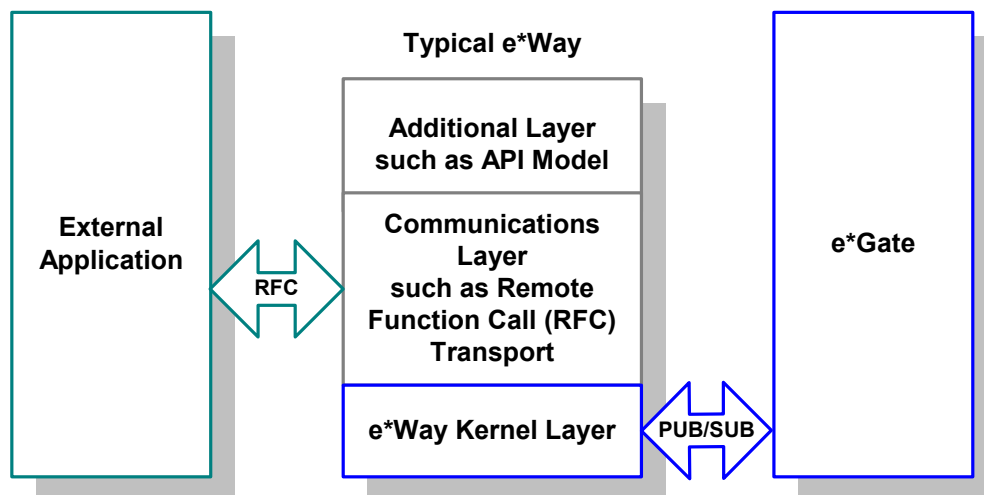 Typical e*Way
External
Application
RFC
Additional Layer
such as API Model
Communications
Layer
such as Remote
Function Call (RFC)
Transport
e*Way Kernel Layer
PUB/SUB
e*Gate